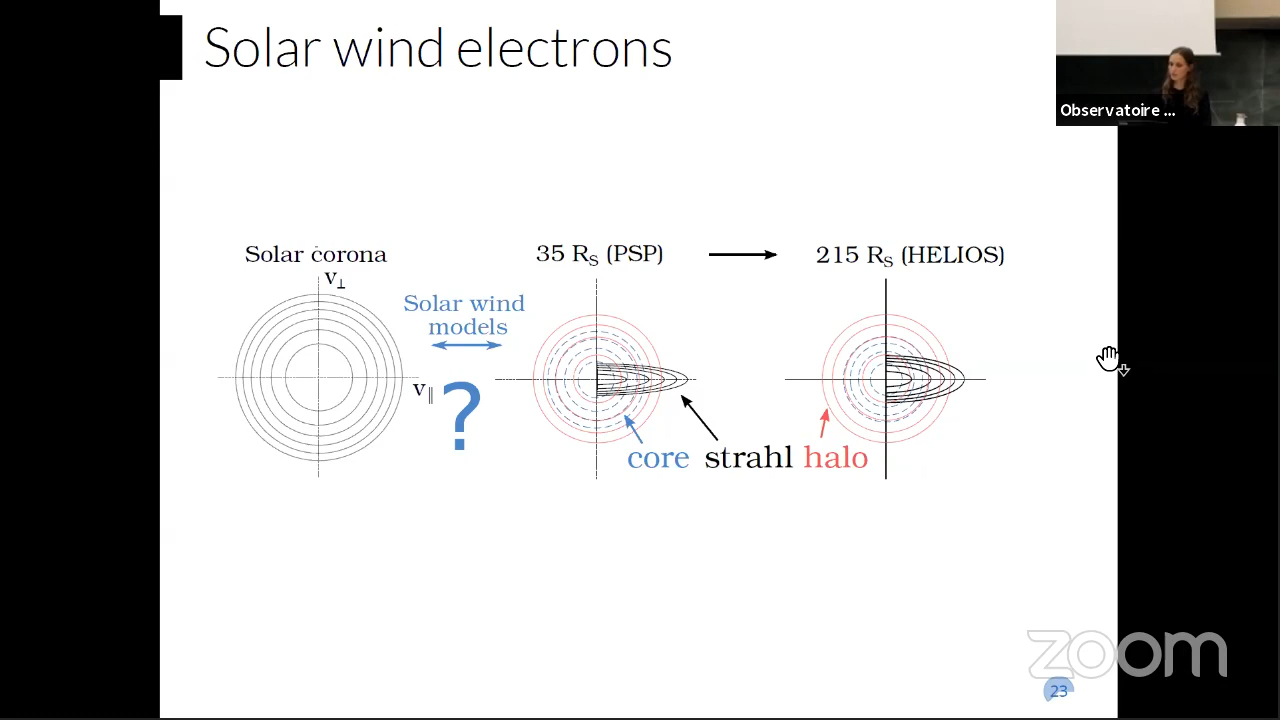 Solar wind electrons
Observatoire ...
Solar corona
v⊥
v∥
Solar wind
models
?
35 R_S (PSP)
215 R_S (HELIOS)
core
strahl
halo
zoom
23